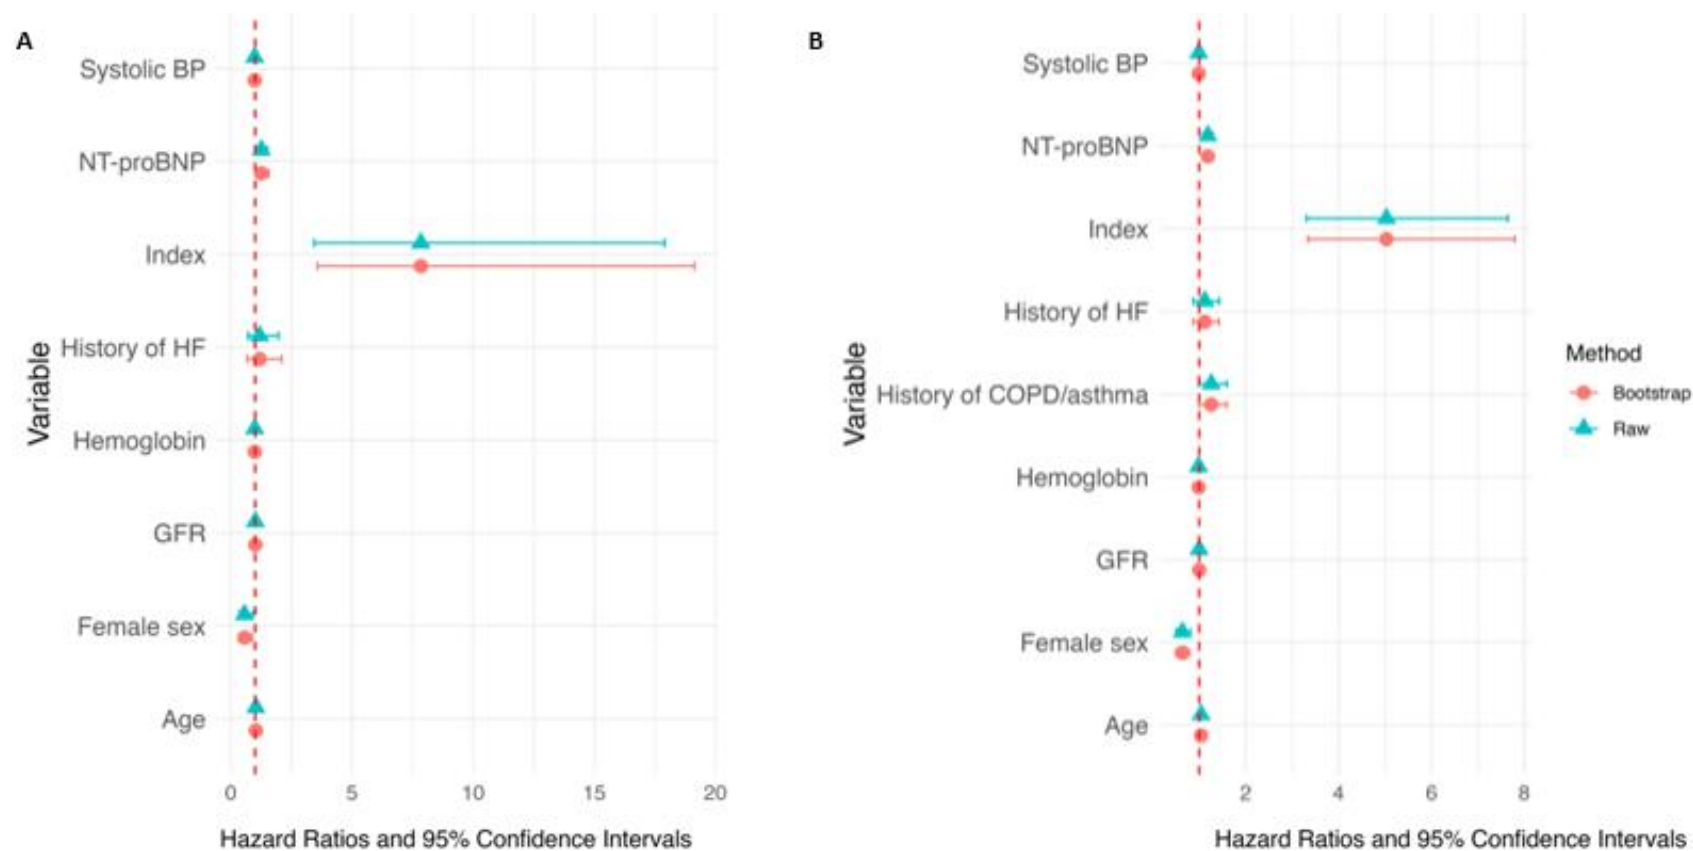 A
Systolic BP
NT-proBNP
Index
History of HF
Hemoglobin
GFR
Female sex
Age
Variable
0 5 10 15 20
Hazard Ratios and 95% Confidence Intervals
B
Systolic BP
NT-proBNP
Index
History of HF
History of COPD/asthma
Hemoglobin
GFR
Female sex
Age
Variable
2 4 6 8
Hazard Ratios and 95% Confidence Intervals
Method
Bootstrap
Raw